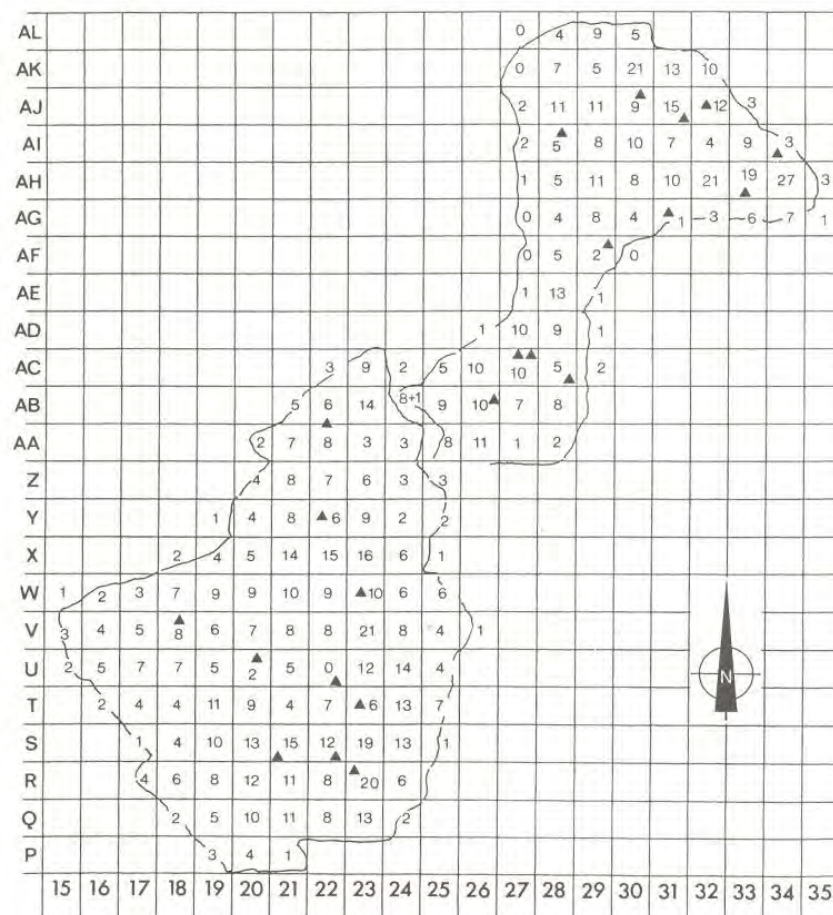 AL 0 4 9 5
AK 0 7 5 21 13 10
AJ 2 11 11 9 15 12 3
AI 2 5 8 10 7 4 9 3
AH 1 5 11 8 10 21 19 27 3
AG 0 4 8 4 1 3 6 7 1
AF 0 5 2 0
AE 1 13 1
AD 1 10 9 1
AC 3 9 2 5 10 10 5 2
AB 5 6 14 8+1 9 10 7 8
AA 2 7 8 3 3 8 11 1 2
Z 4 8 7 6 3 3
Y 1 4 8 6 9 2 2
X 2 4 5 14 15 16 6 1
W 1 2 3 7 9 9 10 9 10 6 6
V 3 4 5 8 6 7 8 8 21 8 4 1
U 2 5 7 7 5 2 5 0 12 14 4
T 2 4 4 11 9 4 7 6 13 7
S 1 4 10 13 15 12 19 13 1
R 4 6 8 12 11 8 20 6
Q 2 5 10 11 8 13 2
P 3 4 1
15 16 17 18 19 20 21 22 23 24 25 26 27 28 29 30 31 32 33 34 35
N